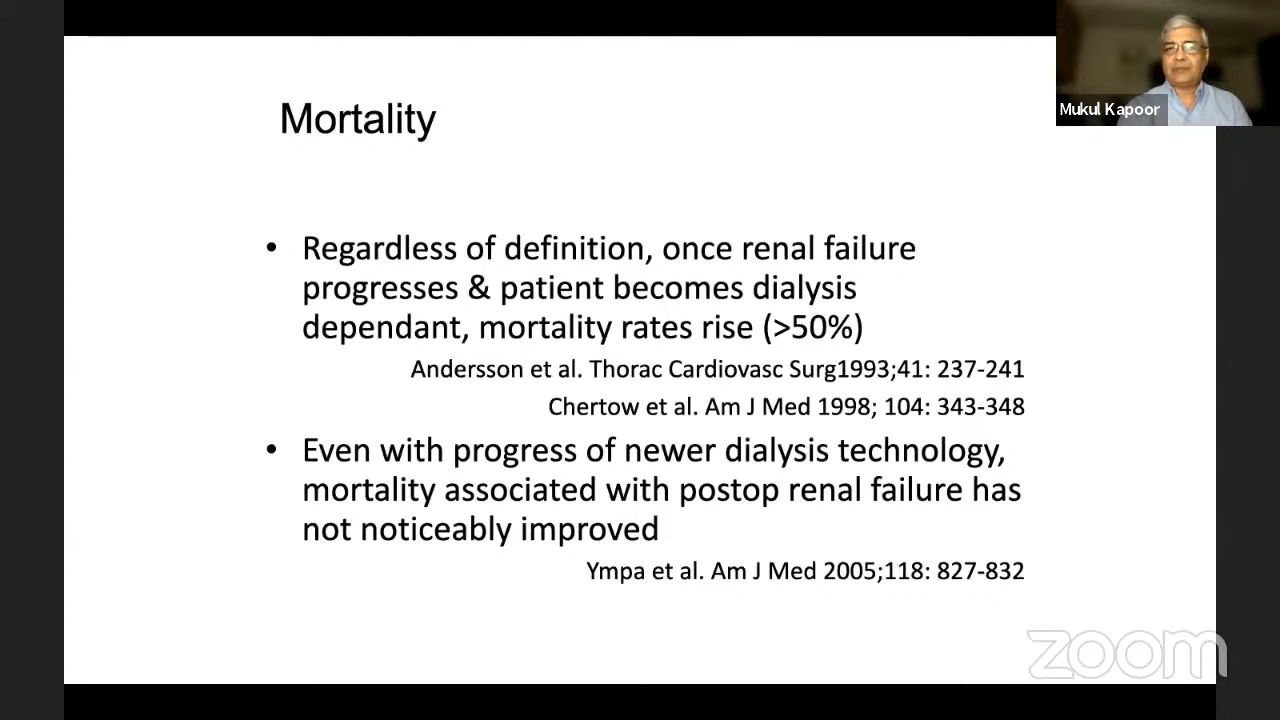 Mortality
Mukul Kapoor
• Regardless of definition, once renal failure
progresses & patient becomes dialysis
dependant, mortality rates rise (>50%)
Andersson et al. Thorac Cardiovasc Surg1993;41: 237-241
Chertow et al. Am J Med 1998; 104: 343-348
• Even with progress of newer dialysis technology,
mortality associated with postop renal failure has
not noticeably improved
Ympa et al. Am J Med 2005;118: 827-832
zoom